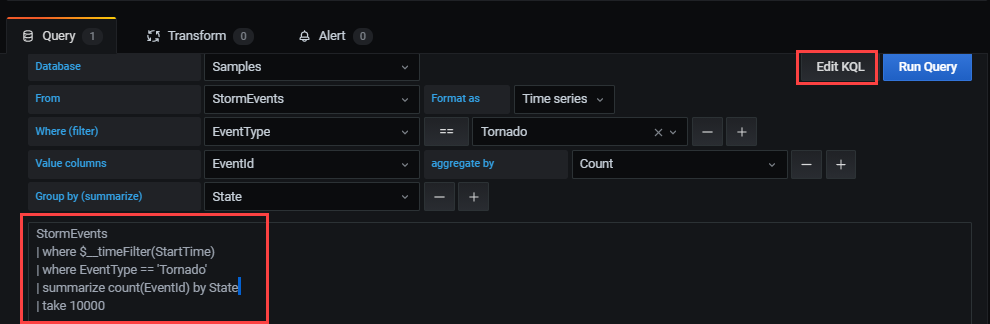 Query 1 Transform 0 Alert 0
Database Samples Edit KQL Run Query
From StormEvents Format as Time series
Where (filter) EventType == Tornado
Value columns EventId aggregate by Count
Group by (summarize) State
StormEvents
| where $__timeFilter(StartTime)
| where EventType == 'Tornado'
| summarize count(EventId) by State
| take 10000